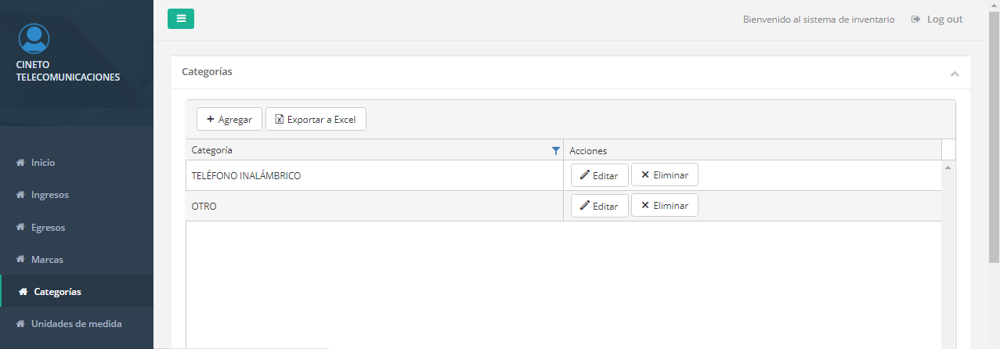 Bienvenido al sistema de inventario Log out
CINETO
TELECOMUNICACIONES
Inicio
Ingresos
Egresos
Marcas
Categorías
Unidades de medida
Categorías
Agregar Exportar a Excel
Categoría Acciones
TELÉFONO INALÁMBRICO Editar Eliminar
OTRO Editar Eliminar